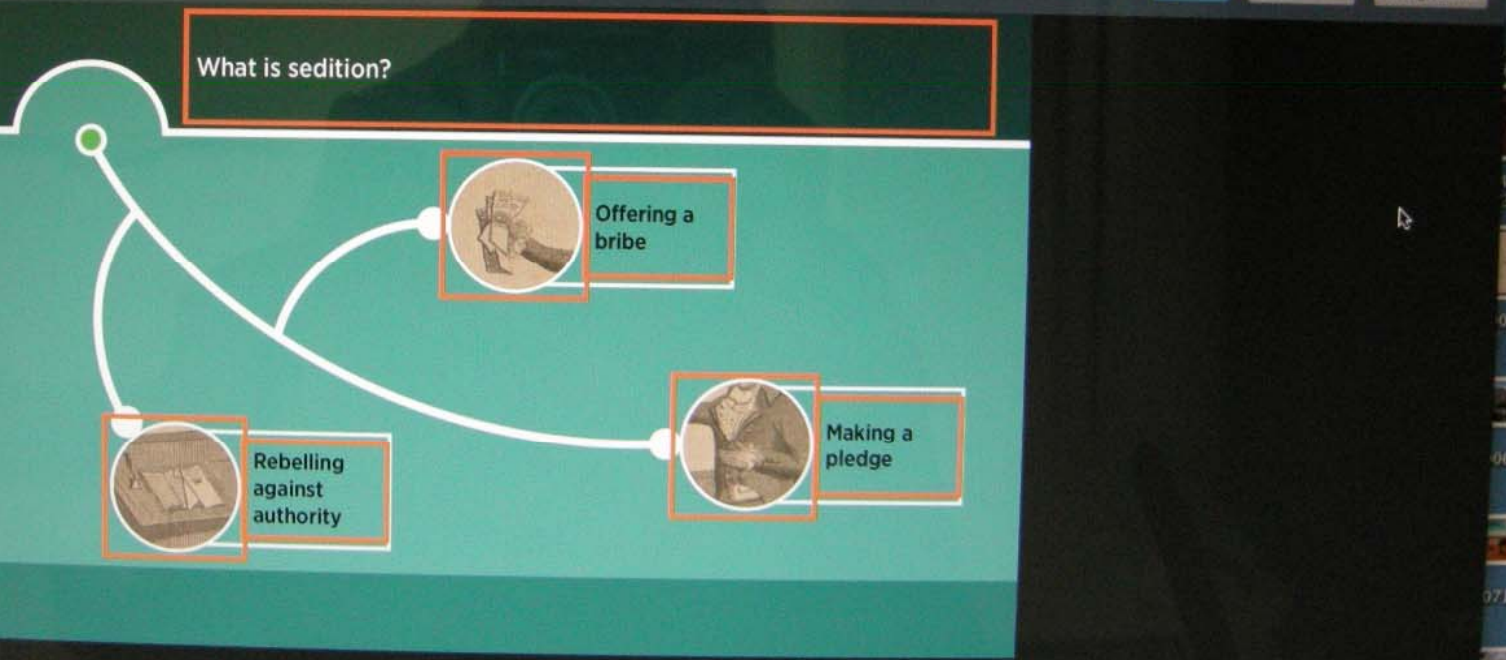 What is sedition?
Offering a
bribe
Making a
pledge
Rebelling
against
authority